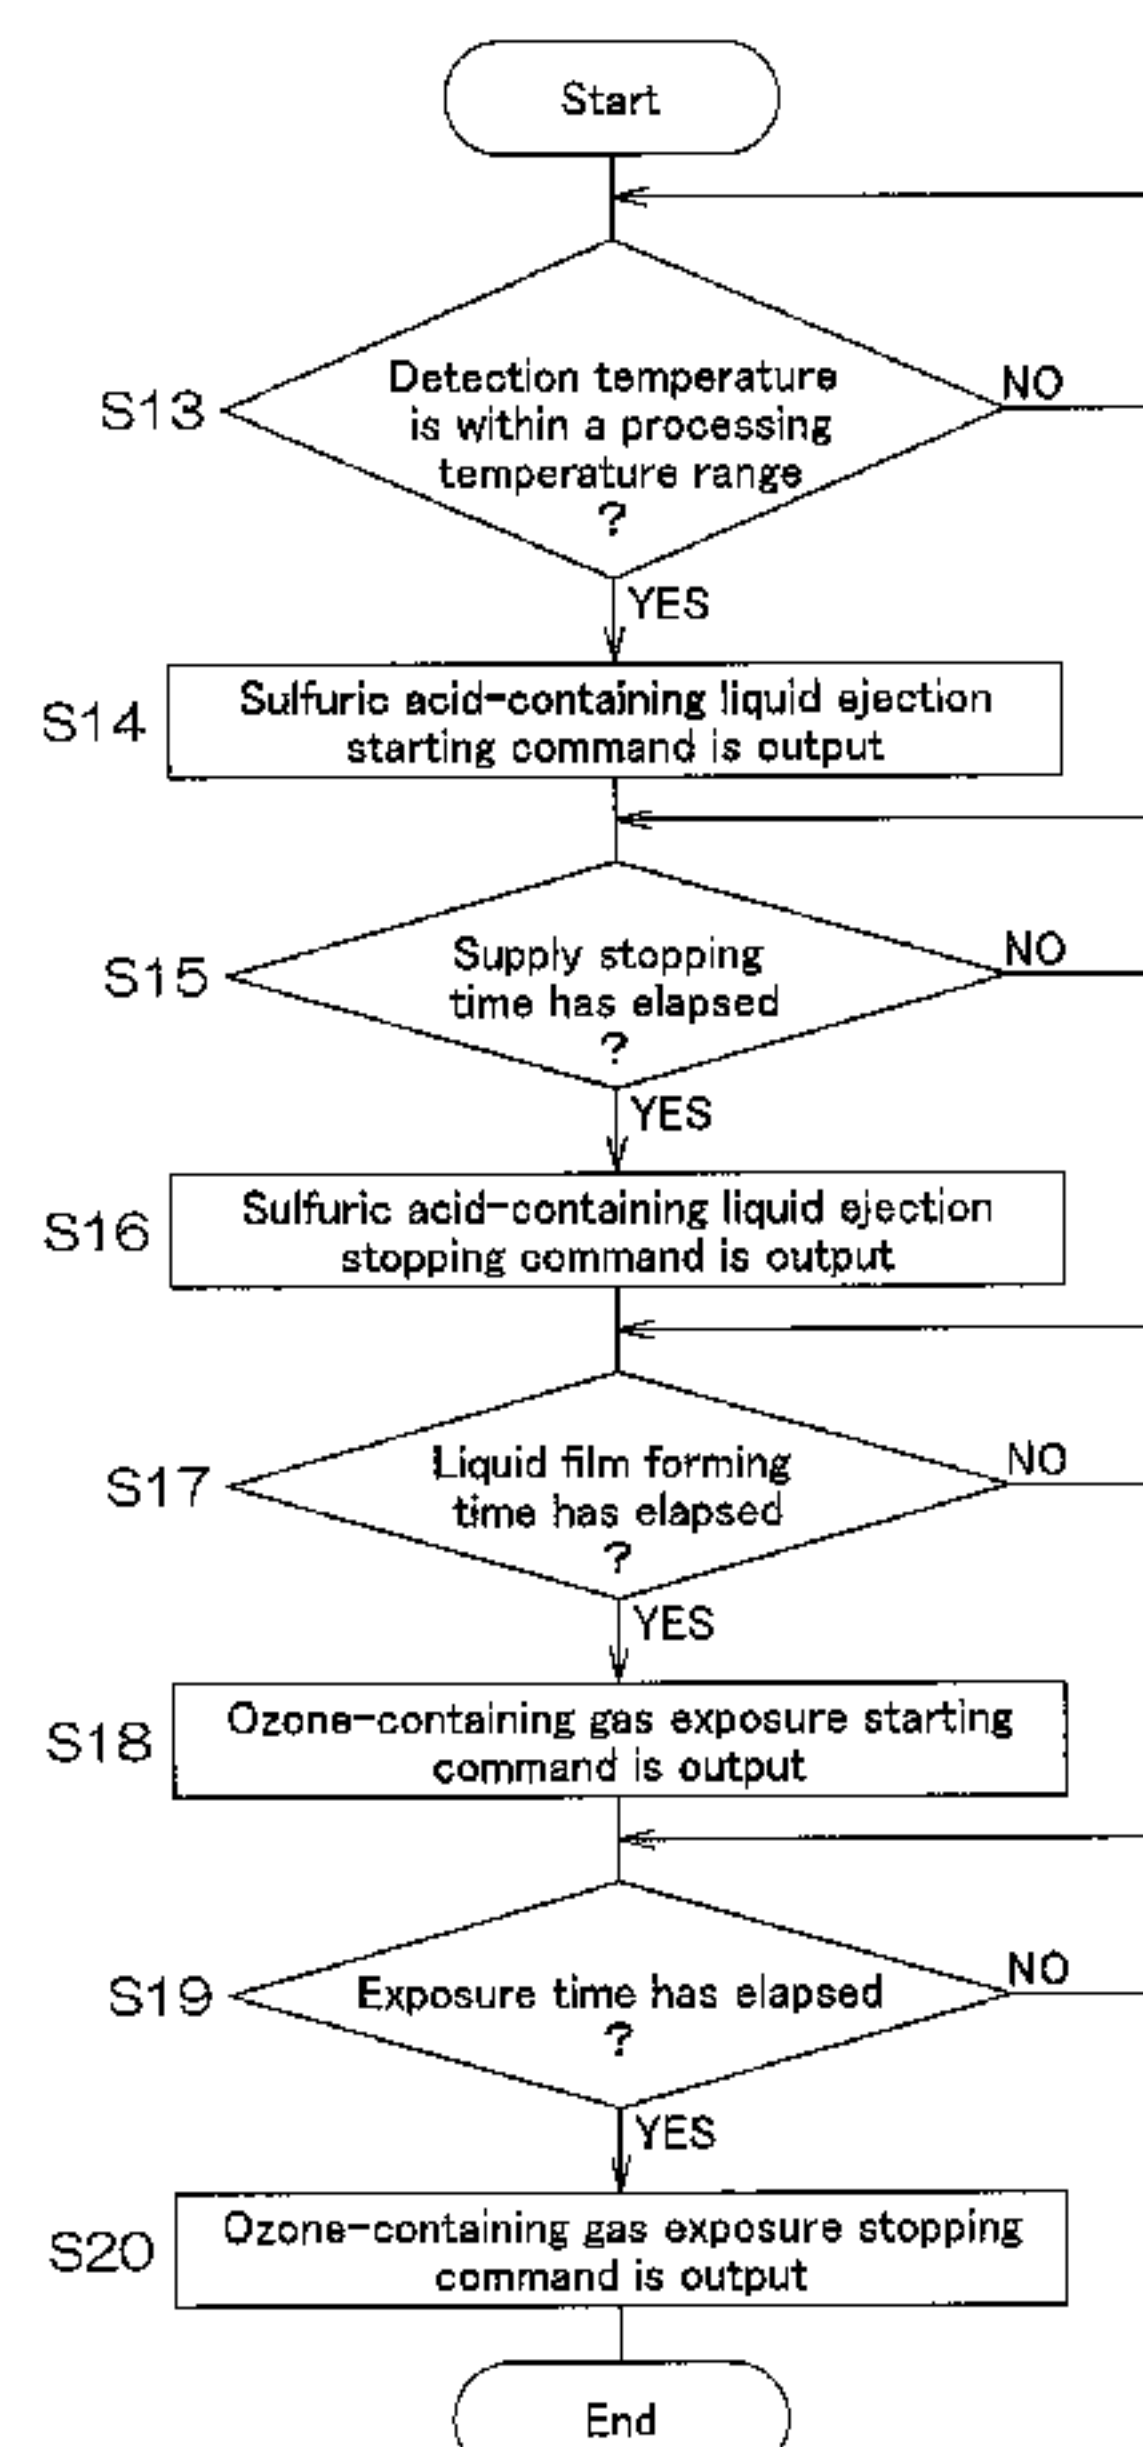 Start
S13
Detection temperature
is within a processing
temperature range
?
NO
YES
S14
Sulfuric acid-containing liquid ejection
starting command is output
S15
Supply stopping
time has elapsed
?
NO
YES
S16
Sulfuric acid-containing liquid ejection
stopping command is output
S17
Liquid film forming
time has elapsed
?
NO
YES
S18
Ozone-containing gas exposure starting
command is output
S19
Exposure time has elapsed
?
NO
YES
S20
Ozone-containing gas exposure stopping
command is output
End